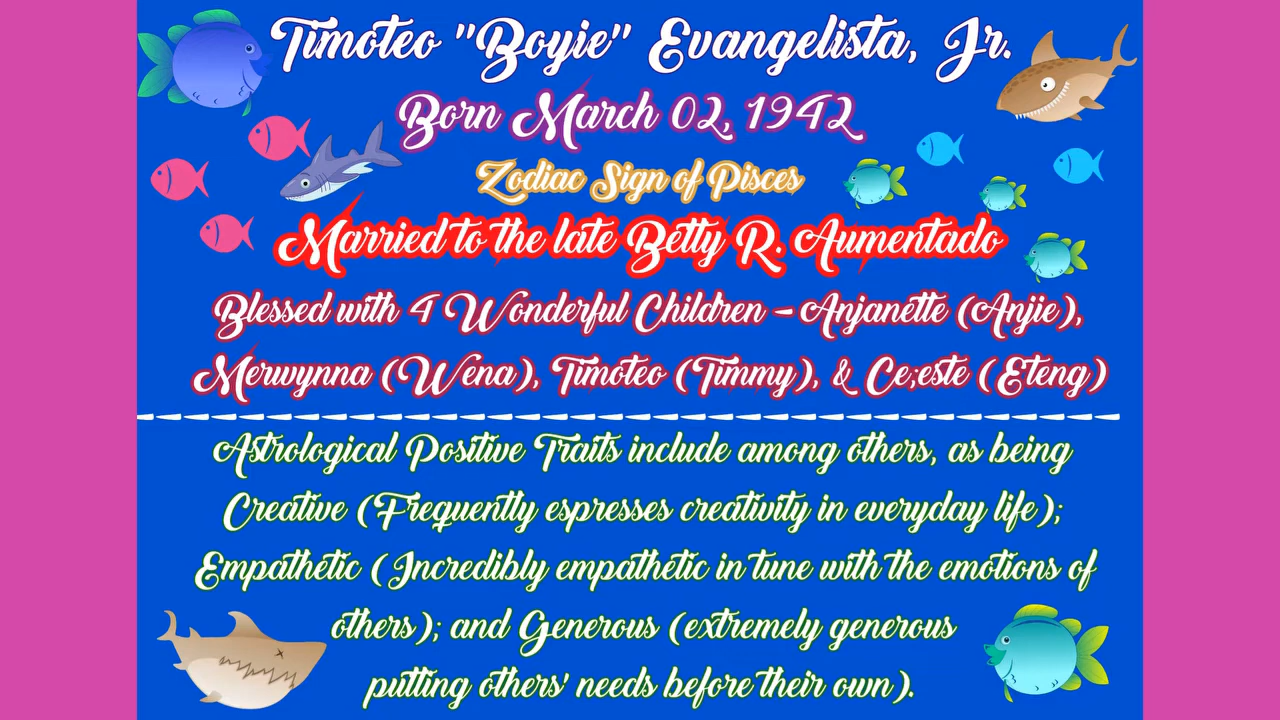 Timoteo "Boyie" Evangelista, Jr.
Born March 02, 1942
Zodiac Sign of Pisces
Married to the late Betty R. Aumentado
Blessed with 4 Wonderful Children - Anjanette (Anjie),
Merwynna (Wena), Timoteo (Timmy), & Ce;este (Eteng)
Astrological Positive Traits include among others, as being
Creative (Frequently espresses creativity in everyday life);
Empathetic (Incredibly empathetic in tune with the emotions of
others); and Generous (extremely generous
putting others' needs before their own).